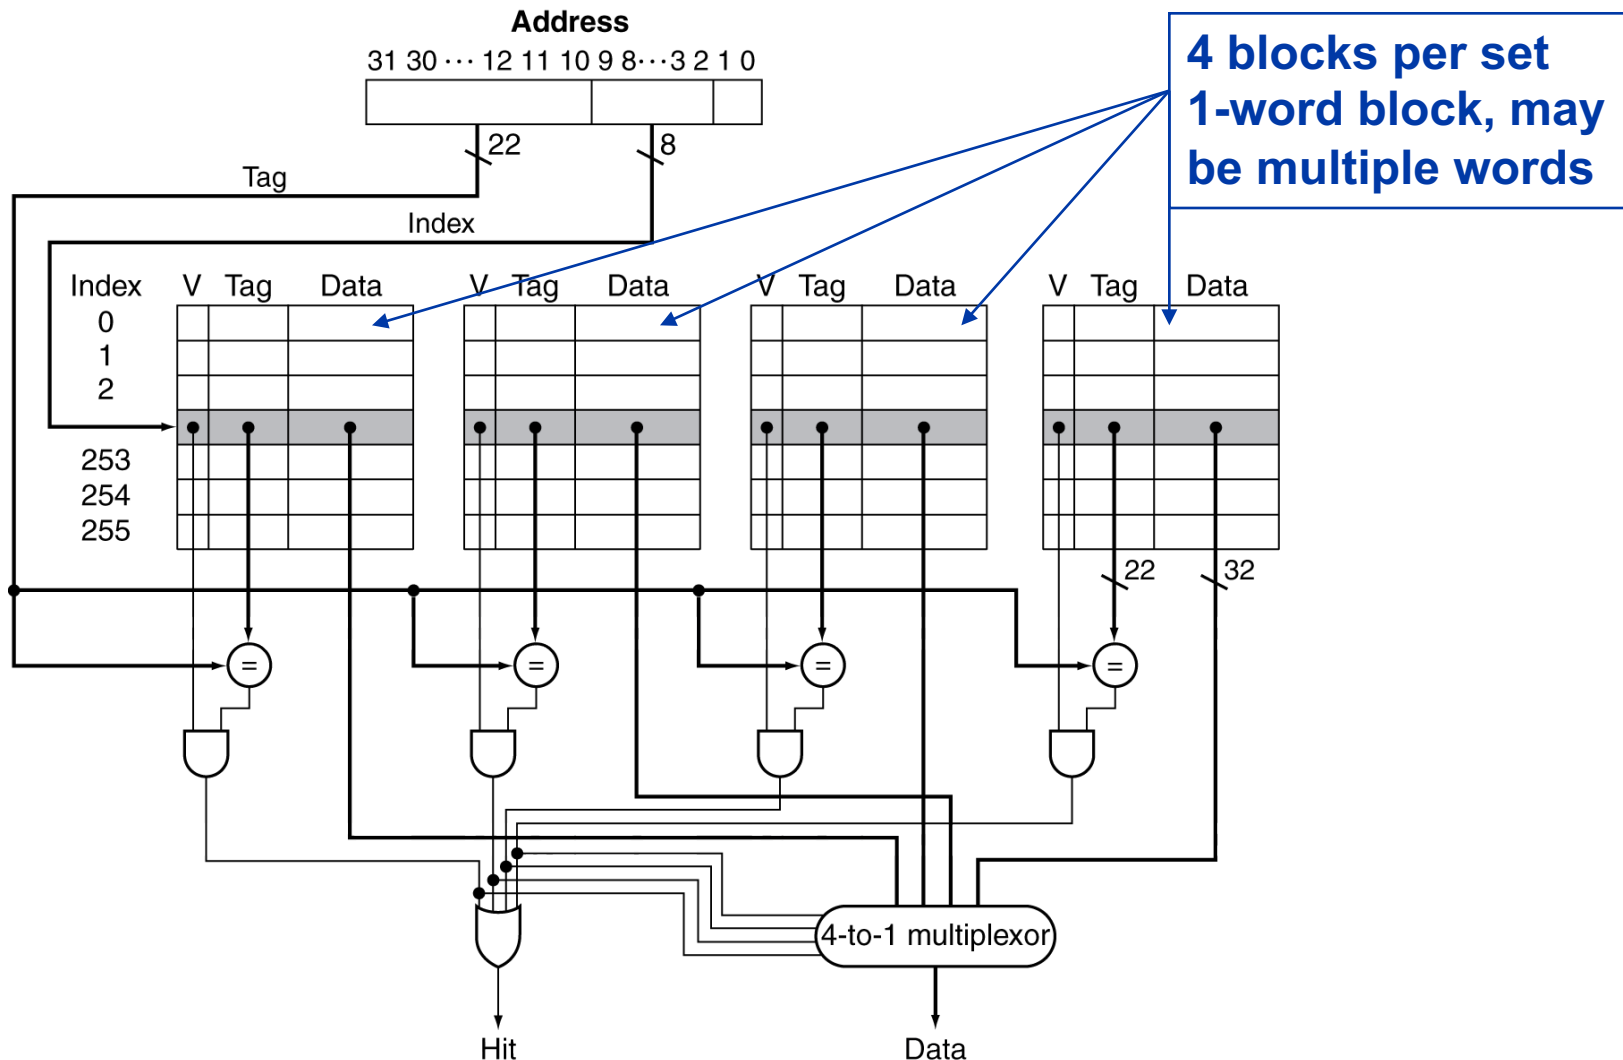 Address
31 30 ··· 12 11 10 9 8···3 2 1 0
4 blocks per set
1-word block, may
be multiple words
22
8
Tag
Index
Index V Tag Data V Tag Data V Tag Data V Tag Data
0
1
2
253
254
255
22 32
= = = =
4-to-1 multiplexor
Hit Data